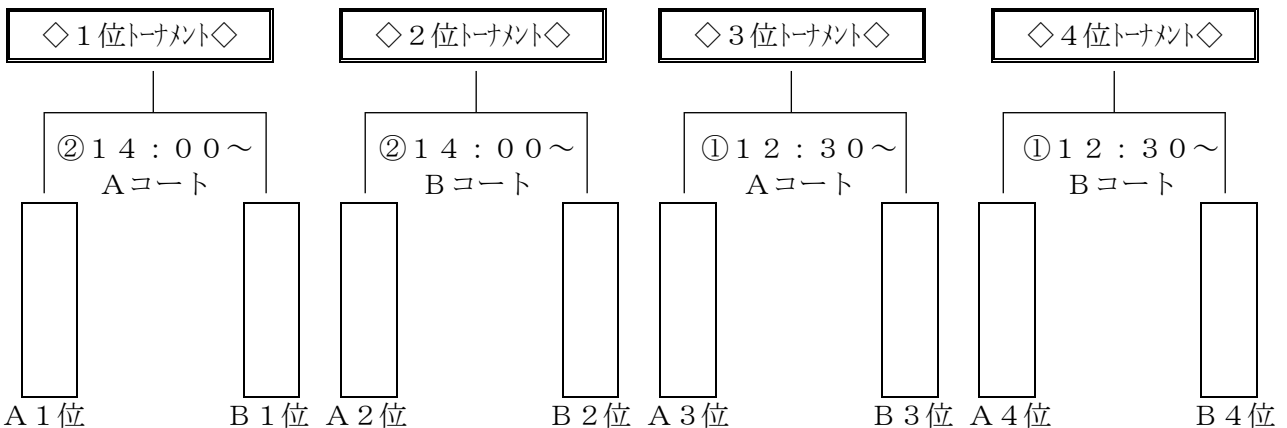 ◇１位ﾄｰﾅﾒﾝﾄ◇
◇２位ﾄｰﾅﾒﾝﾄ◇
◇３位ﾄｰﾅﾒﾝﾄ◇
◇４位ﾄｰﾅﾒﾝﾄ◇
②１４：００～
Ａコート
②１４：００～
Ｂコート
①１２：３０～
Ａコート
①１２：３０～
Ｂコート
Ａ１位
Ｂ１位
Ａ２位
Ｂ２位
Ａ３位
Ｂ３位
Ａ４位
Ｂ４位